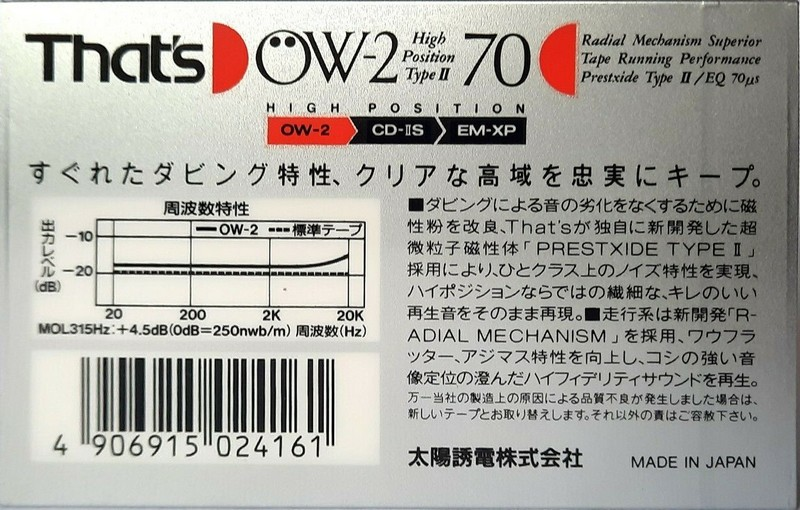 That's OW-2 High Position Type II 70
Radial Mechanism Superior
Tape Running Performance
Prestxide Type II/EQ 70μs
HIGH POSITION
OW-2 CD-IIS EM-XP
すぐれたダビング特性、クリアな高域を忠実にキープ。
周波数特性
出力レベル(dB)
OW-2 標準テープ
-10
-20
20 200 2K 20K
MOL315Hz:+4.5dB(0dB=250nwb/m) 周波数(Hz)
4 906915 024161
■ダビングによる音の劣化をなくするために磁
性粉を改良、That'sが独自に新開発した超
微粒子磁性体「PRESTXIDE TYPE II」
採用により、ひとクラス上のノイズ特性を実現、
ハイポジションならではの繊細な、キレのいい
再生音をそのまま再現。■走行系は新開発「R-
ADIAL MECHANISM」を採用、ワウフラ
ッター、アジマス特性を向上し、コシの強い音
像定位の澄んだハイフィデリティサウンドを再生。
万一当社の製造上の原因による品質不良が発生しました場合は、
新しいテープとお取り替えします。それ以外の責はご容赦下さい。
太陽誘電株式会社 MADE IN JAPAN